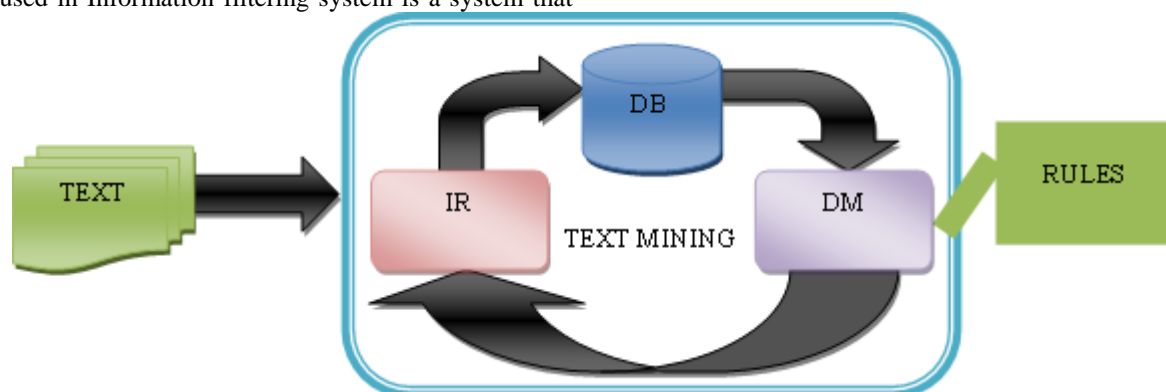 used in Information filtering system is a system that
DB
TEXT
IR
DM
RULES
TEXT MINING